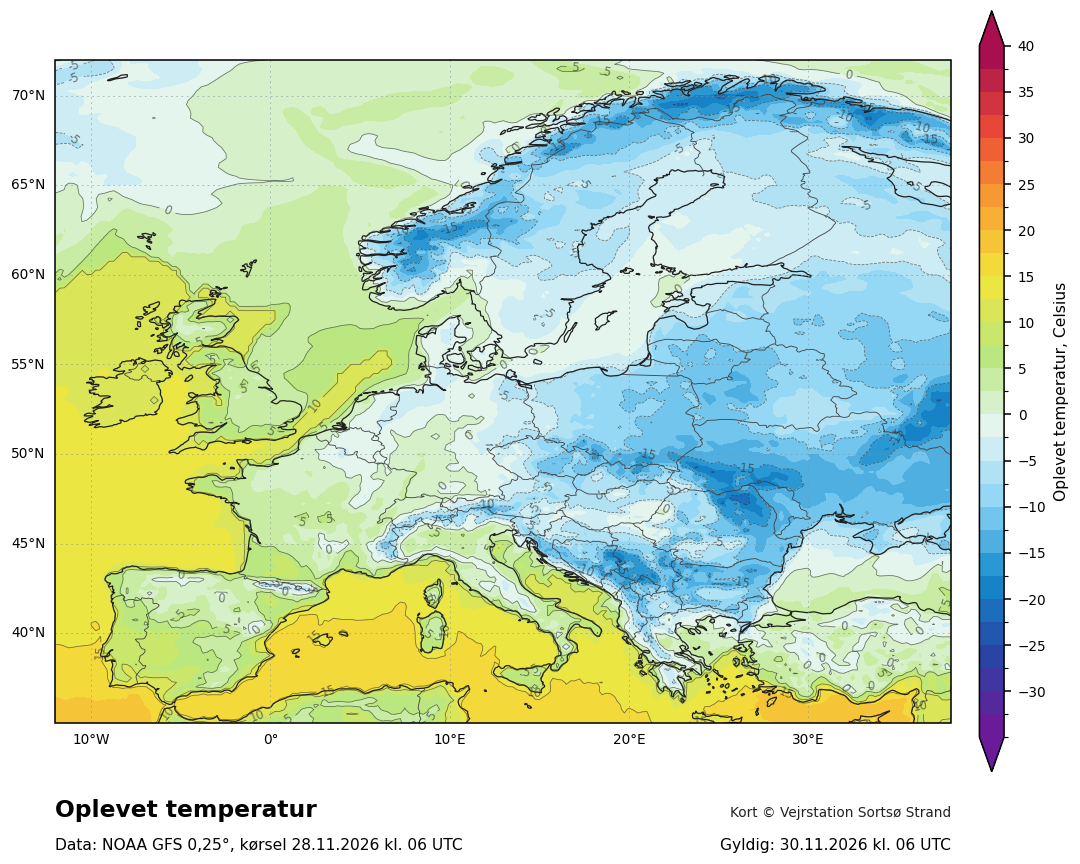 40
35
30
25
20
15
10
5
0
−5
−10
−15
−20
−25
−30
Oplevet temperatur, Celsius
70°N
65°N
60°N
55°N
50°N
45°N
40°N
10°W
0°
10°E
20°E
30°E
Oplevet temperatur
Kort © Vejrstation Sortsø Strand
Data: NOAA GFS 0,25°, kørsel 28.11.2026 kl. 06 UTC
Gyldig: 30.11.2026 kl. 06 UTC